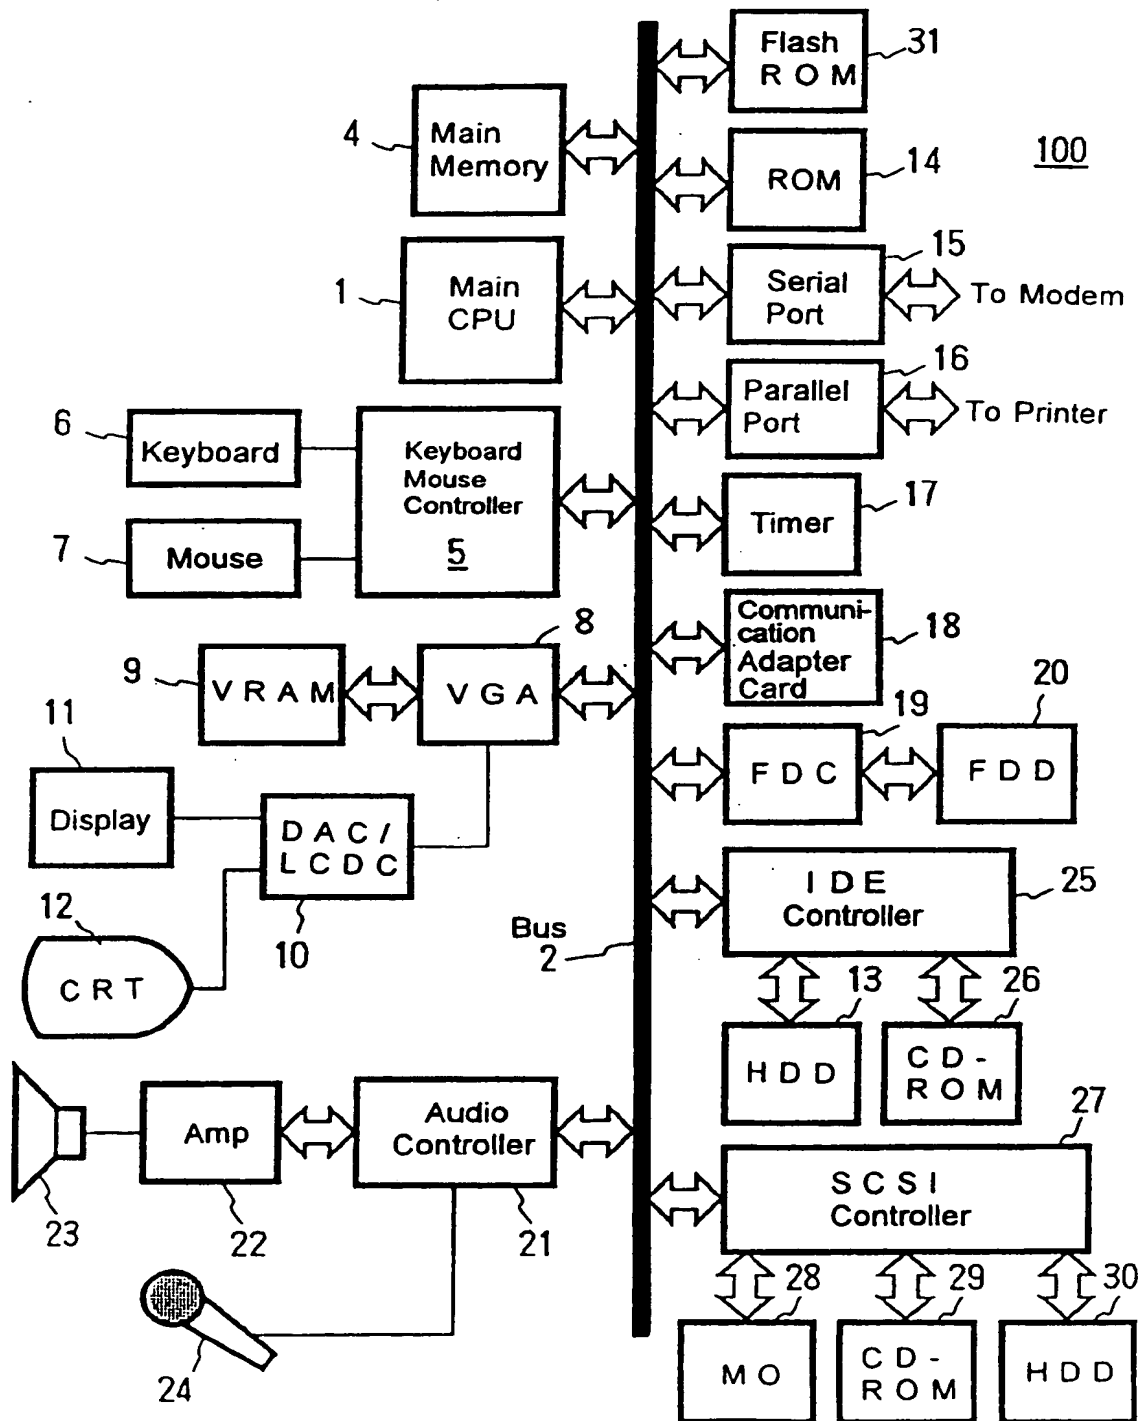 Flash
ROM
31
4
Main
Memory
ROM
14
100
1
Main
CPU
15
Serial
Port
To Modem
16
Parallel
Port
To Printer
6
Keyboard
Keyboard
Mouse
Controller
5
7
Mouse
17
Timer
Communi-
cation
Adapter
Card
18
9
VRAM
8
VGA
19
FDC
20
FDD
11
Display
DAC/
LCDC
10
12
CRT
Bus
2
IDE
Controller
25
13
HDD
26
CD-
ROM
23
Amp
22
Audio
Controller
21
24
27
SCSI
Controller
28
MO
29
CD-
ROM
30
HDD